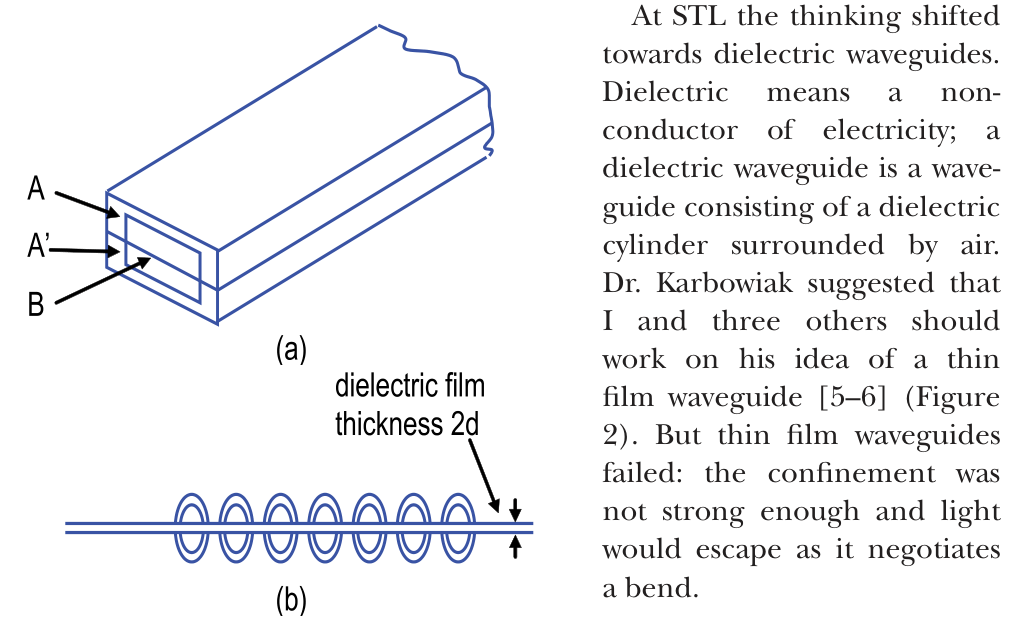 A
A’
B
(a)
dielectric film
thickness 2d
(b)
At STL the thinking shifted
towards dielectric waveguides.
Dielectric means a non-
conductor of electricity; a
dielectric waveguide is a wave-
guide consisting of a dielectric
cylinder surrounded by air.
Dr. Karbowiak suggested that
I and three others should
work on his idea of a thin
film waveguide [5–6] (Figure
2). But thin film waveguides
failed: the confinement was
not strong enough and light
would escape as it negotiates
a bend.